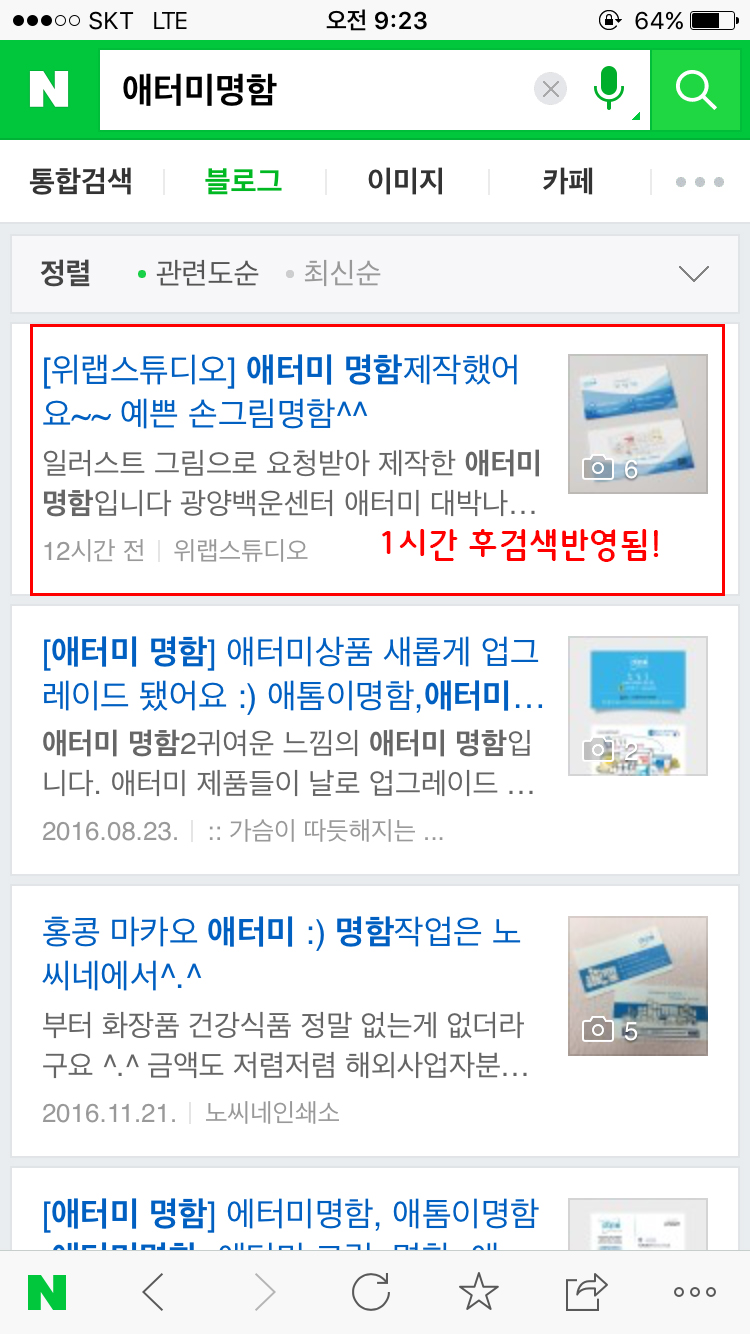 SKT LTE 오전 9:23 64%
N 애터미명함
통합검색 블로그 이미지 카페
정렬 관련도순 최신순
[위랩스튜디오] 애터미 명함제작했어
요~~ 예쁜 손그림명함^^
일러스트 그림으로 요청받아 제작한 애터미
명함입니다 광양백운센터 애터미 대박나...
6
12시간 전 위랩스튜디오
1시간 후검색반영됨!
[애터미 명함] 애터미상품 새롭게 업그
레이드 됐어요 :) 애톰이명함,애터미...
애터미 명함2귀여운 느낌의 애터미 명함입
니다. 애터미 제품들이 날로 업그레이드 ...
2
2016.08.23. :: 가슴이 따듯해지는 ...
홍콩 마카오 애터미 :) 명함작업은 노
씨네에서^.^
부터 화장품 건강식품 정말 없는게 없더라
구요 ^.^ 금액도 저렴저렴 해외사업자분...
5
2016.11.21. 노씨네인쇄소
[애터미 명함] 에터미명함, 애톰이명함
N